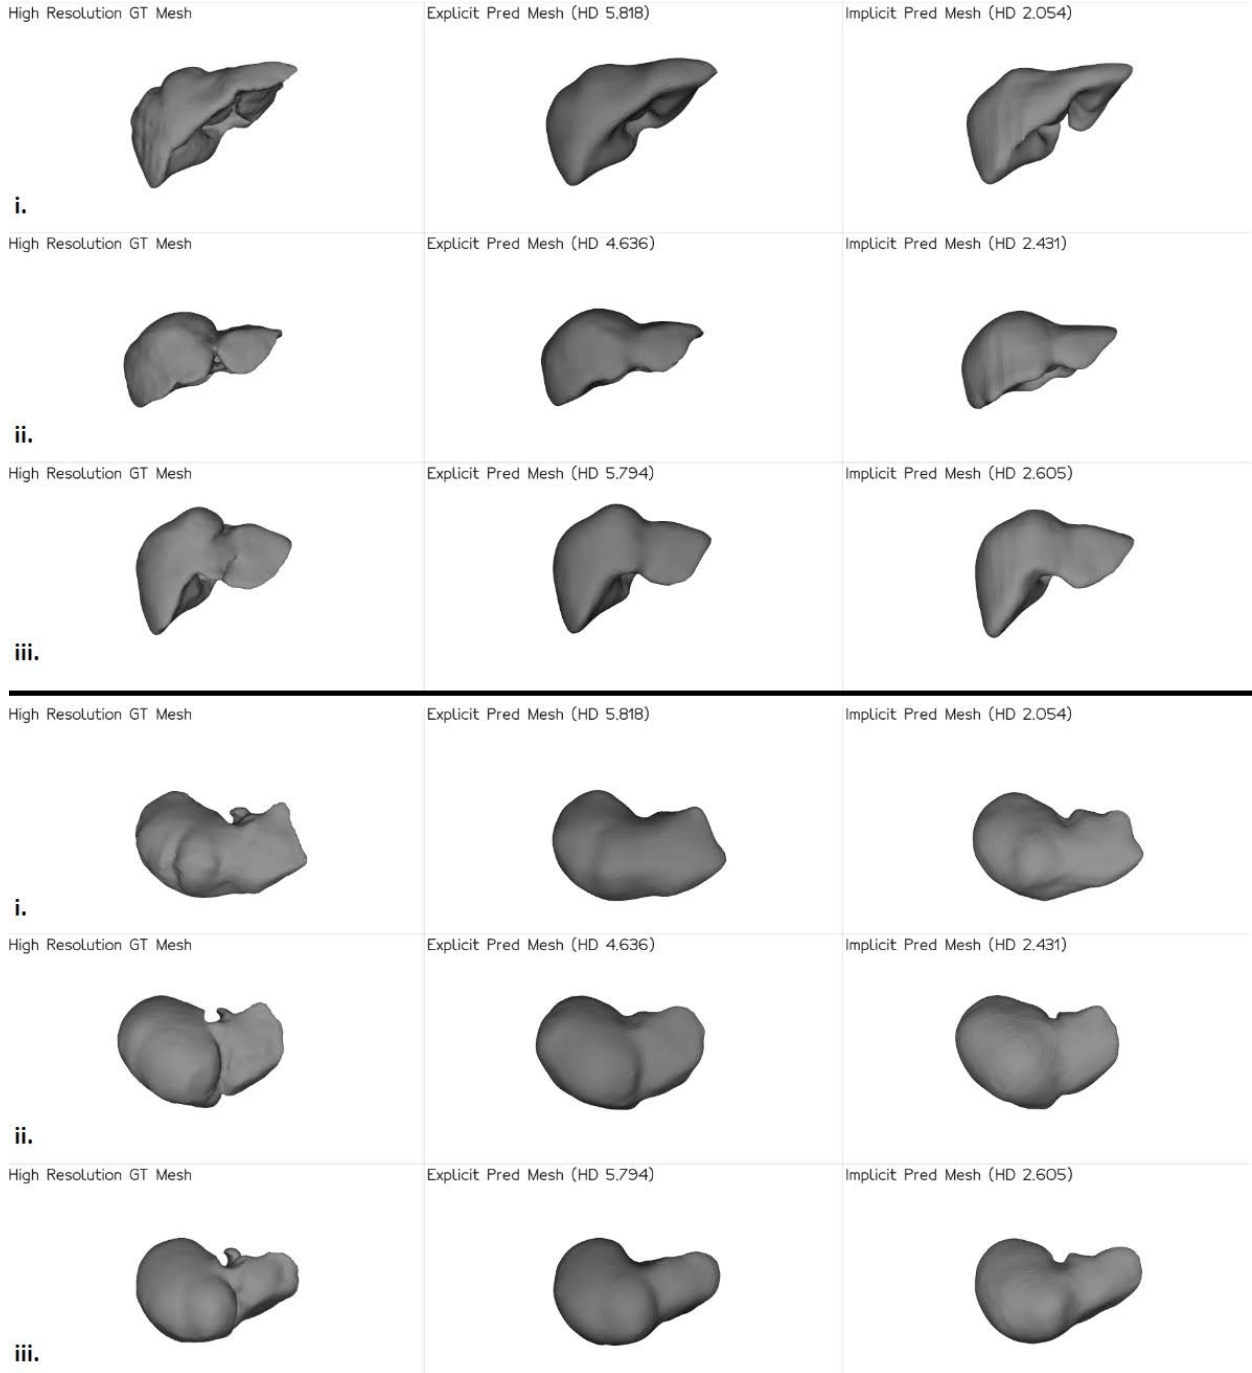 High Resolution GT Mesh Explicit Pred Mesh (HD 5.818) Implicit Pred Mesh (HD 2.054)
i.
High Resolution GT Mesh Explicit Pred Mesh (HD 4.636) Implicit Pred Mesh (HD 2.431)
ii.
High Resolution GT Mesh Explicit Pred Mesh (HD 5.794) Implicit Pred Mesh (HD 2.605)
iii.
High Resolution GT Mesh Explicit Pred Mesh (HD 5.818) Implicit Pred Mesh (HD 2.054)
i.
High Resolution GT Mesh Explicit Pred Mesh (HD 4.636) Implicit Pred Mesh (HD 2.431)
ii.
High Resolution GT Mesh Explicit Pred Mesh (HD 5.794) Implicit Pred Mesh (HD 2.605)
iii.